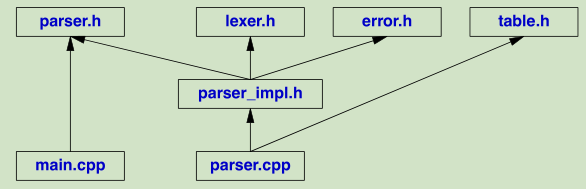 parser.h
lexer.h
error.h
table.h
parser_impl.h
main.cpp
parser.cpp